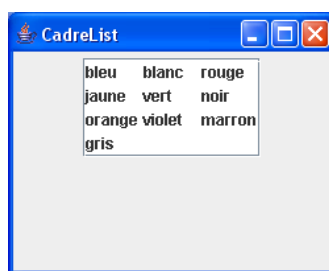 CadreList
bleu blanc rouge
jaune vert noir
orange violet marron
gris